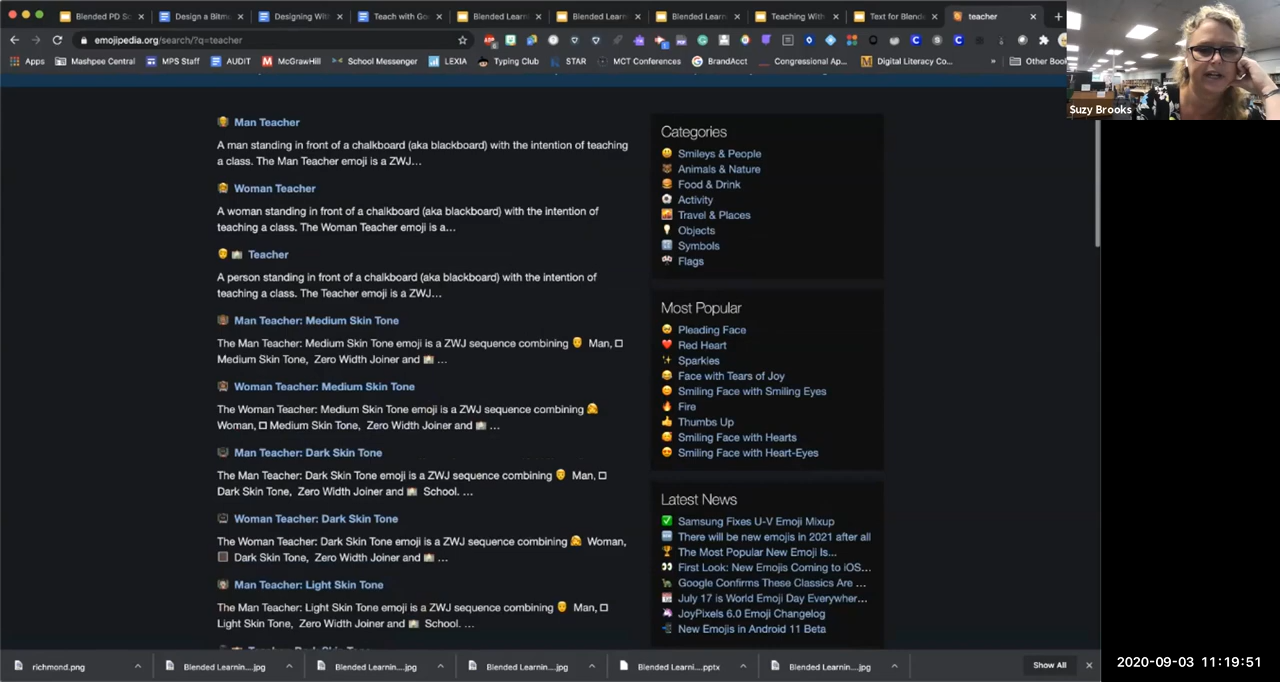 Blended PD Sc
Design a Bitm
Designing With
Teach with Go
Blended Learni
Blended Learni
Blended Learni
Teaching With
Text for Blende
teacher
emojipedia.org/search/?q=teacher
Apps
Mashpee Central
MPS Staff
AUDIT
McGrawHill
School Messenger
LEXIA
Typing Club
STAR
MCT Conferences
BrandAcct
Congressional Ap...
Digital Literacy Co...
»
Other Boo
Suzy Brooks
Man Teacher
A man standing in front of a chalkboard (aka blackboard) with the intention of teaching
a class. The Man Teacher emoji is a ZWJ…
Woman Teacher
A woman standing in front of a chalkboard (aka blackboard) with the intention of
teaching a class. The Woman Teacher emoji is a…
Teacher
A person standing in front of a chalkboard (aka blackboard) with the intention of
teaching a class. The Teacher emoji is a ZWJ…
Man Teacher: Medium Skin Tone
The Man Teacher: Medium Skin Tone emoji is a ZWJ sequence combining 👨 Man, ◻
Medium Skin Tone, Zero Width Joiner and 🏫 …
Woman Teacher: Medium Skin Tone
The Woman Teacher: Medium Skin Tone emoji is a ZWJ sequence combining 👩
Woman, ◻ Medium Skin Tone, Zero Width Joiner and 🏫 …
Man Teacher: Dark Skin Tone
The Man Teacher: Dark Skin Tone emoji is a ZWJ sequence combining 👨 Man, ◻
Dark Skin Tone, Zero Width Joiner and 🏫 School. …
Woman Teacher: Dark Skin Tone
The Woman Teacher: Dark Skin Tone emoji is a ZWJ sequence combining 👩 Woman,
Dark Skin Tone, Zero Width Joiner and 🏫 …
Man Teacher: Light Skin Tone
The Man Teacher: Light Skin Tone emoji is a ZWJ sequence combining 👨 Man, ◻
Light Skin Tone, Zero Width Joiner and 🏫 School. …
Categories
Smileys & People
Animals & Nature
Food & Drink
Activity
Travel & Places
Objects
Symbols
Flags
Most Popular
Pleading Face
Red Heart
Sparkles
Face with Tears of Joy
Smiling Face with Smiling Eyes
Fire
Thumbs Up
Smiling Face with Hearts
Smiling Face with Heart-Eyes
Latest News
Samsung Fixes U-V Emoji Mixup
There will be new emojis in 2021 after all
The Most Popular New Emoji Is...
First Look: New Emojis Coming to iOS...
Google Confirms These Classics Are ...
July 17 is World Emoji Day Everywher...
JoyPixels 6.0 Emoji Changelog
New Emojis in Android 11 Beta
richmond.png
Blended Learnin....jpg
Blended Learnin....jpg
Blended Learnin....jpg
Blended Learni....pptx
Blended Learnin....jpg
Show All
2020-09-03 11:19:51